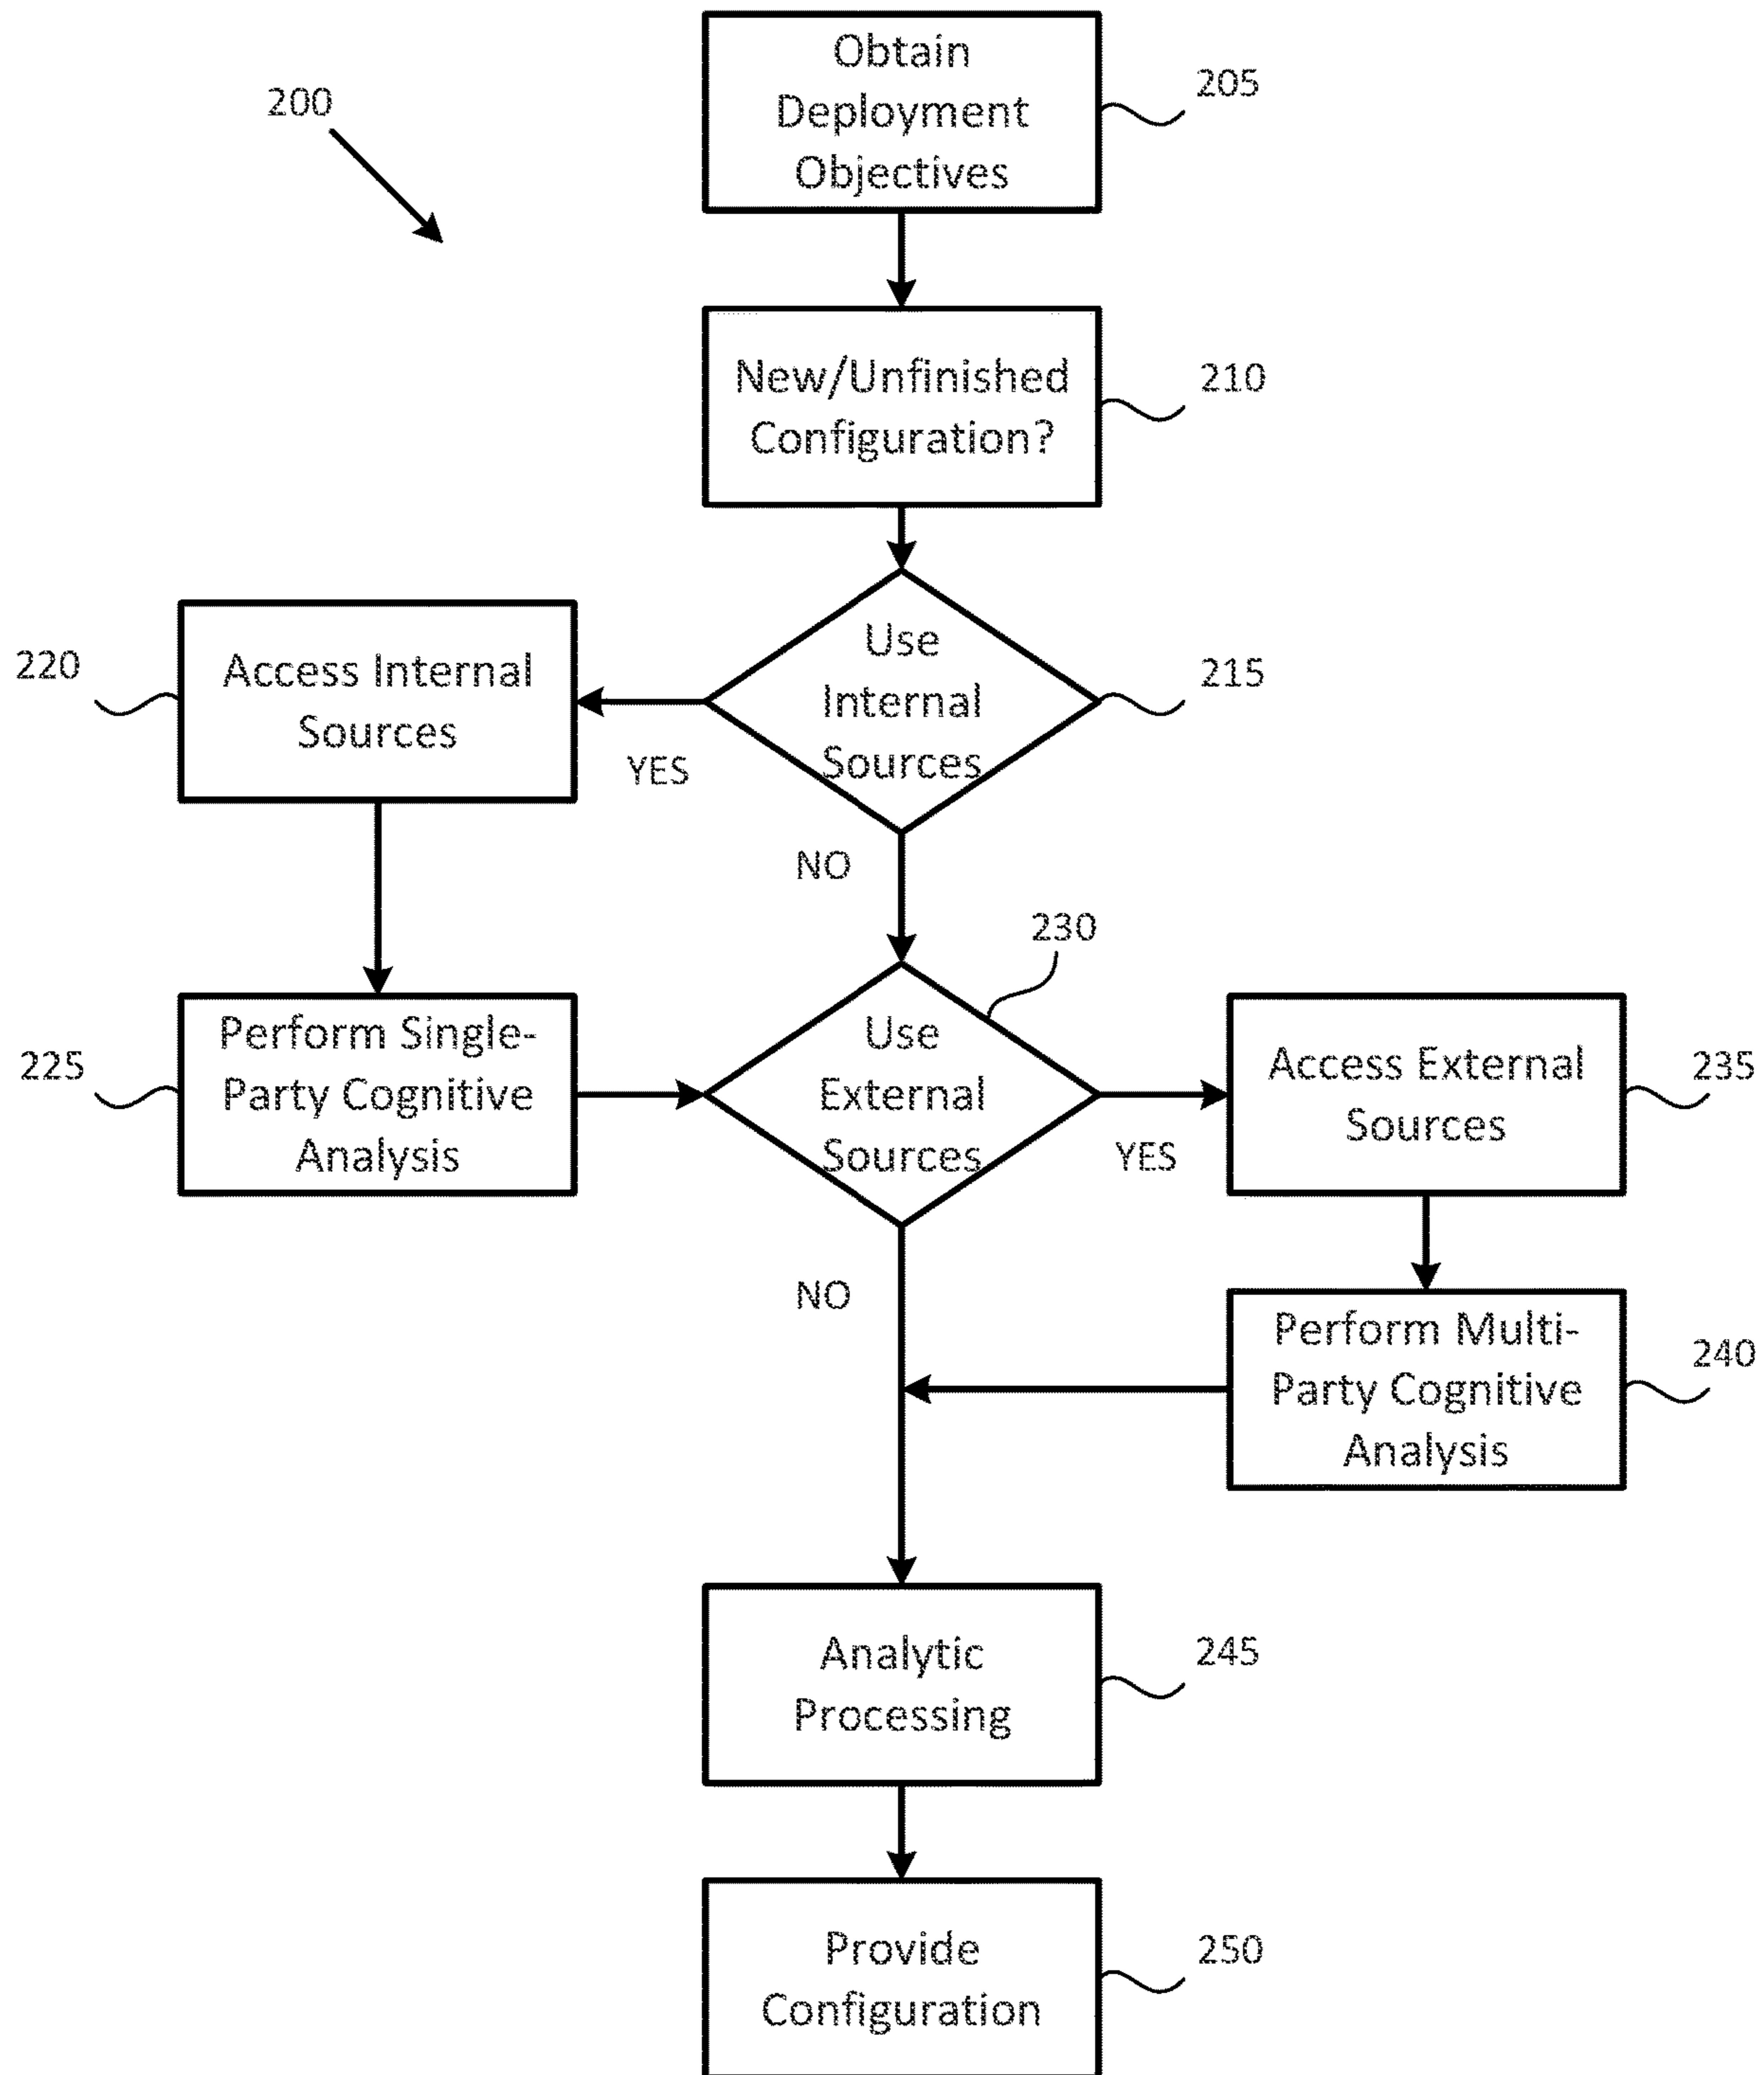 Obtain
Deployment
Objectives
205
200
New/Unfinished
Configuration?
210
Use
Internal
Sources
215
YES
NO
220
Access Internal
Sources
225
Perform Single-
Party Cognitive
Analysis
230
Use
External
Sources
YES
NO
Access External
Sources
235
Perform Multi-
Party Cognitive
Analysis
240
Analytic
Processing
245
Provide
Configuration
250